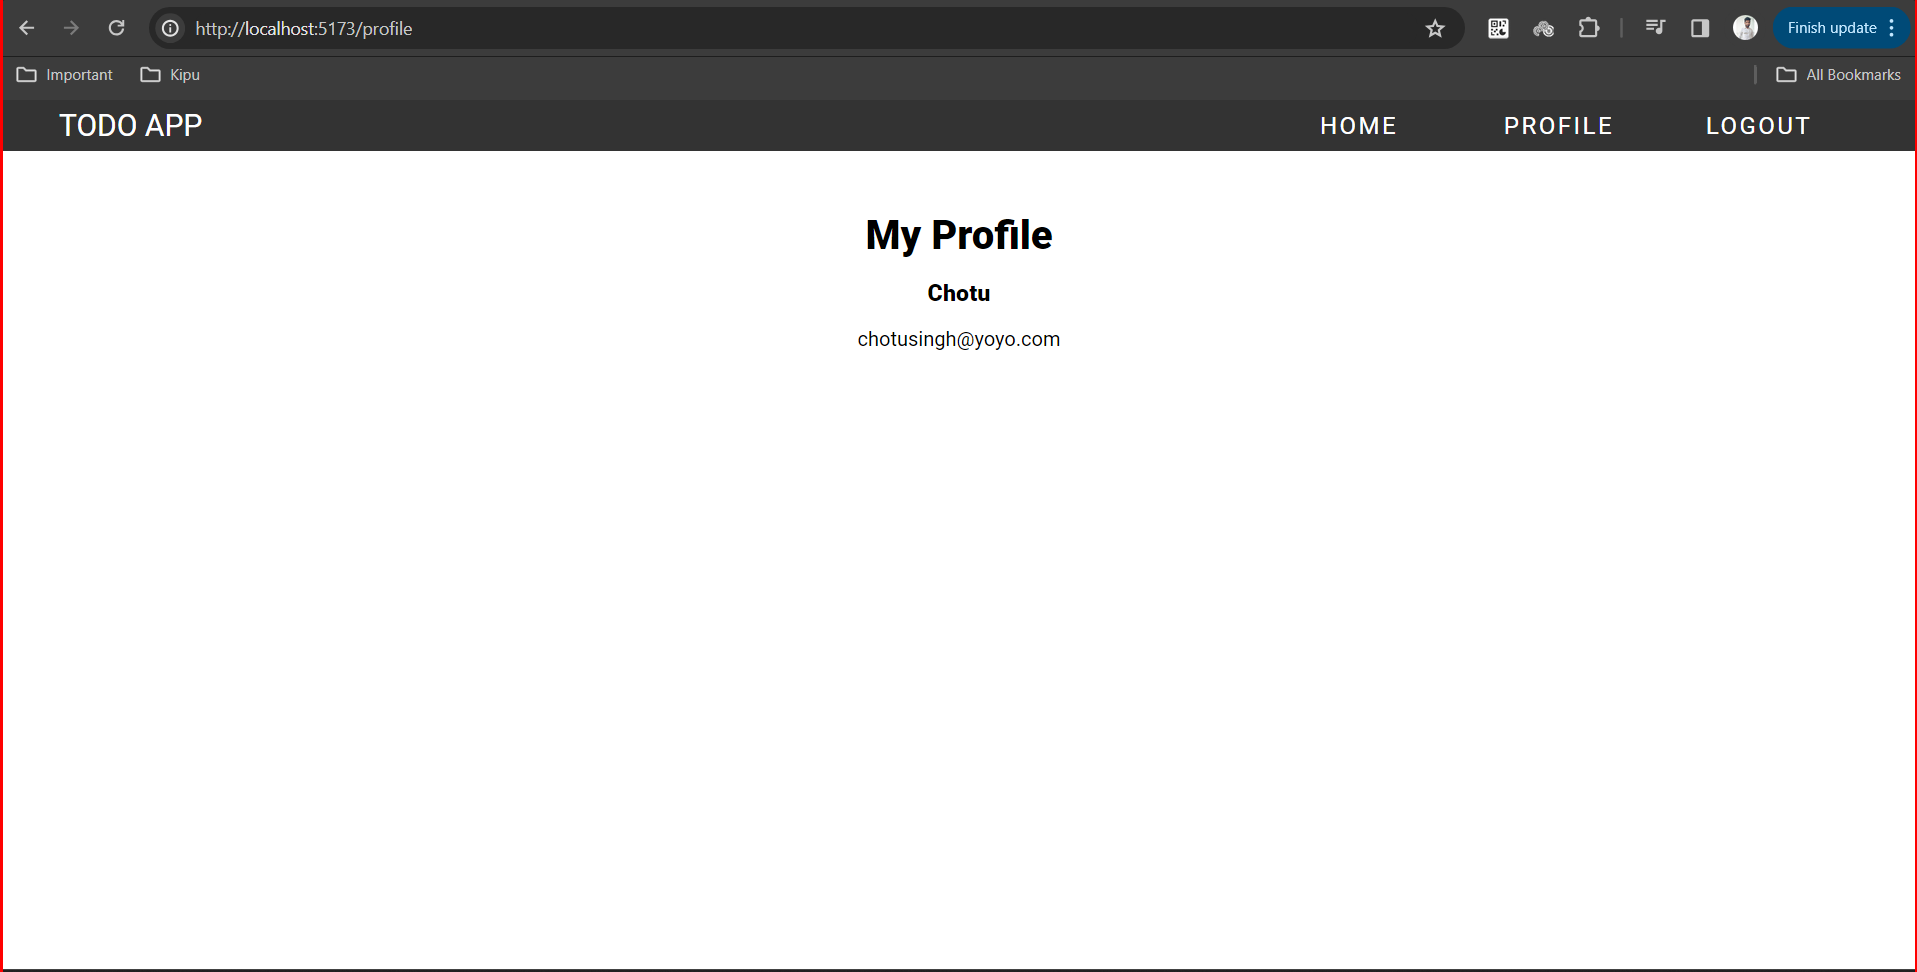 http://localhost:5173/profile
Finish update
Important
Kipu
All Bookmarks
TODO APP
HOME
PROFILE
LOGOUT
My Profile
Chotu
chotusingh@yoyo.com